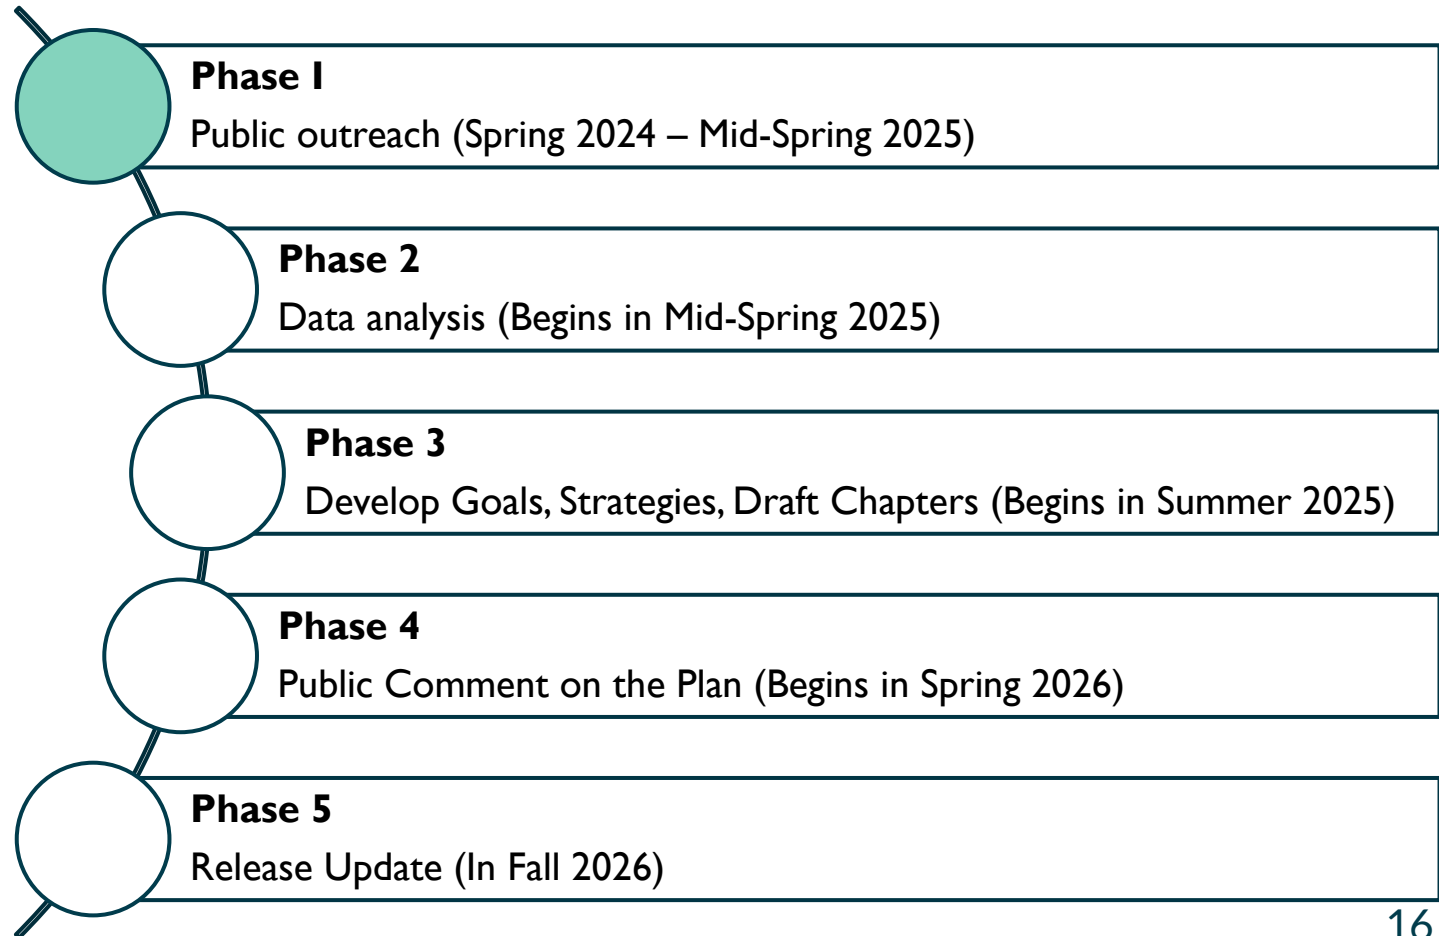 Phase 1
Public outreach (Spring 2024 – Mid-Spring 2025)
Phase 2
Data analysis (Begins in Mid-Spring 2025)
Phase 3
Develop Goals, Strategies, Draft Chapters (Begins in Summer 2025)
Phase 4
Public Comment on the Plan (Begins in Spring 2026)
Phase 5
Release Update (In Fall 2026)
16